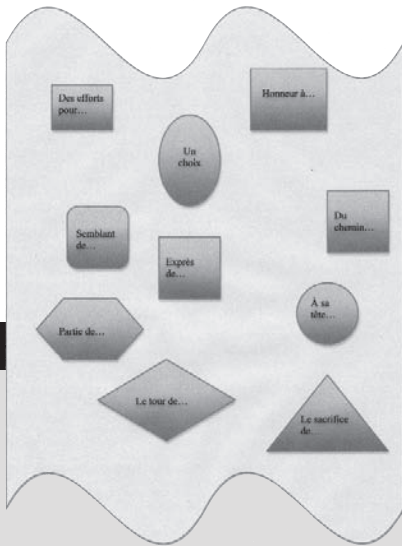 Des efforts
pour...
Honneur à...
Un
choix
Semblant
de...
Du
chemin...
Exprès
de...
À sa
tête...
Partie de...
Le tour de...
Le sacrifice
de...